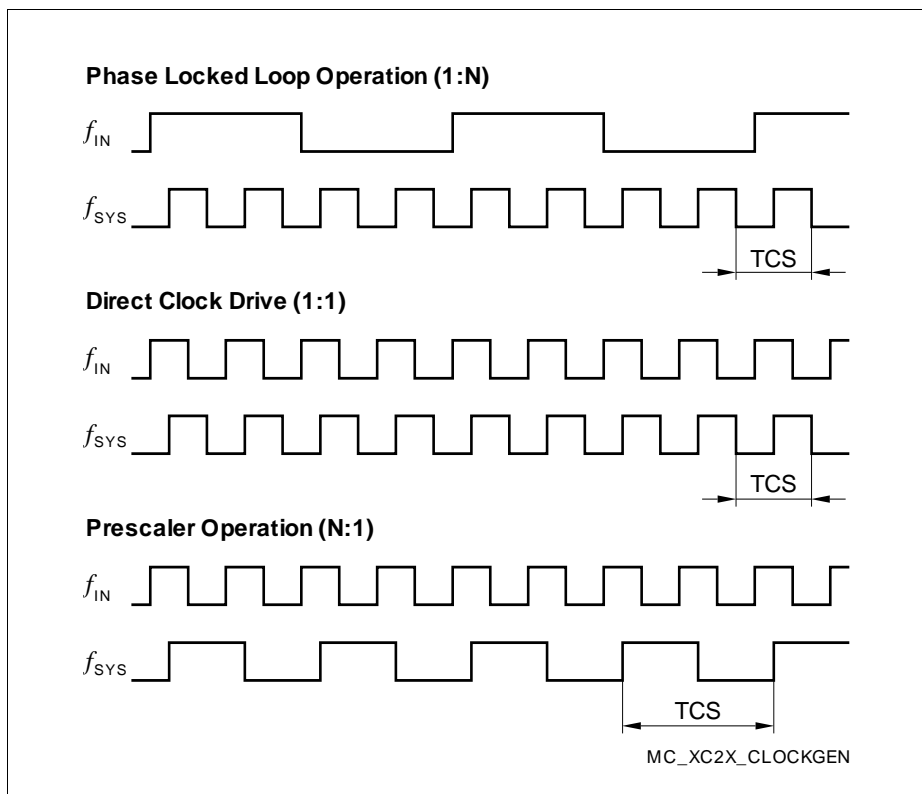 Phase Locked Loop Operation (1:N)
fIN
fSYS
TCS
Direct Clock Drive (1:1)
fIN
fSYS
TCS
Prescaler Operation (N:1)
fIN
fSYS
TCS
MC_XC2X_CLOCKGEN